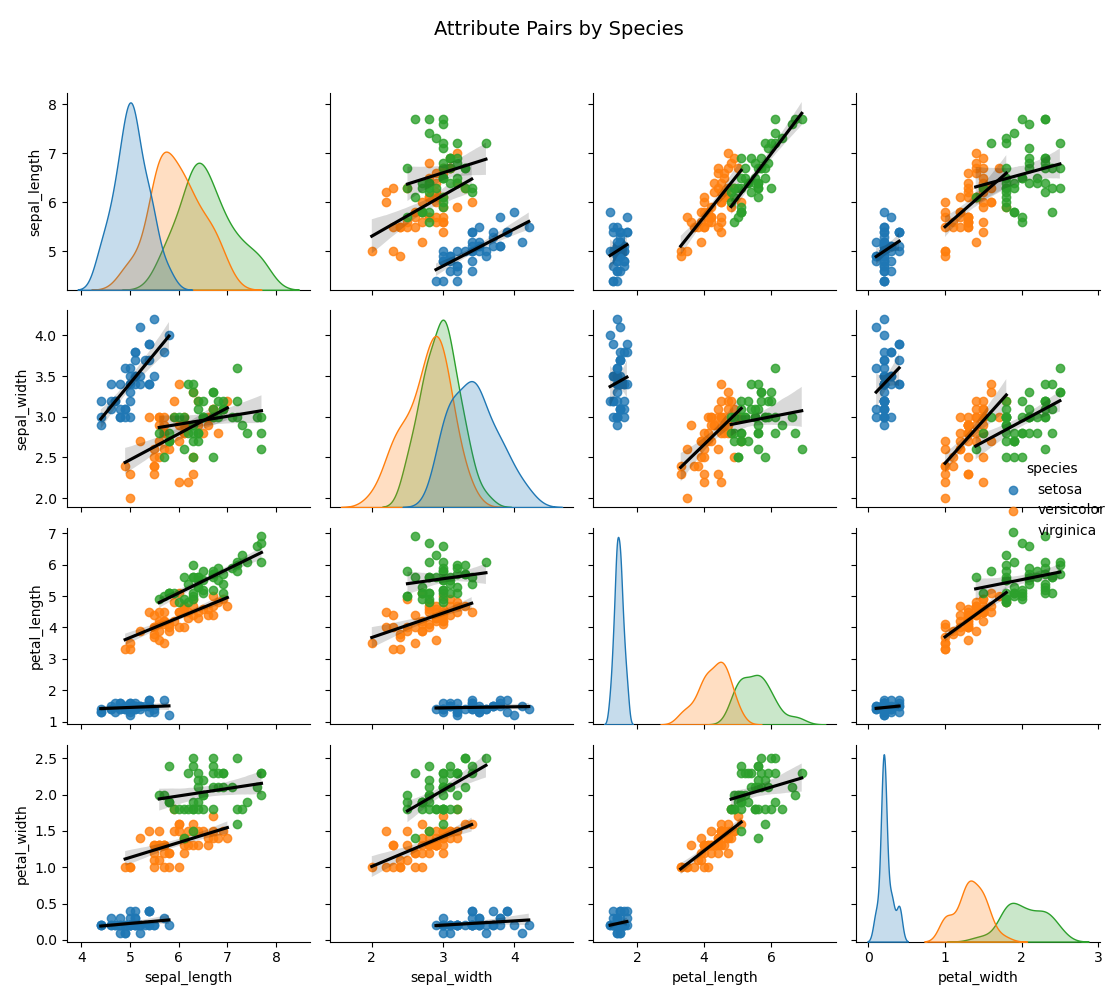 Attribute Pairs by Species
8
7
6
5
sepal_length
4.0
3.5
3.0
2.5
2.0
sepal_width
species
setosa
versicolor
virginica
7
6
5
4
3
2
1
petal_length
2.5
2.0
1.5
1.0
0.5
0.0
petal_width
4 5 6 7 8
2 3 4
2 4 6
0 1 2 3
sepal_length sepal_width petal_length petal_width